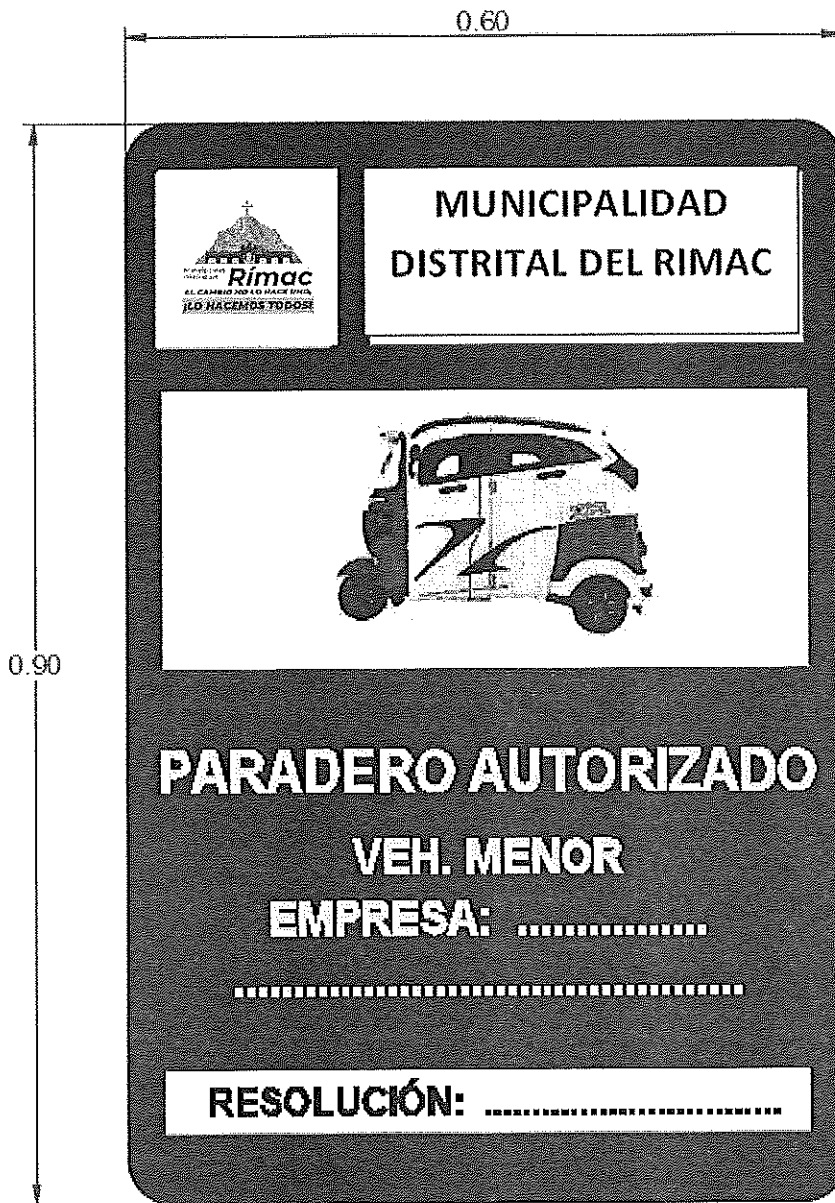 0.60
MUNICIPALIDAD
DISTRITAL DEL RIMAC
Rímac
EL CAMBIO NO LO HACE UNO,
¡LO HACEMOS TODOS!
0.90
PARADERO AUTORIZADO
VEH. MENOR
EMPRESA: ................
...........................................
RESOLUCIÓN: ..............................